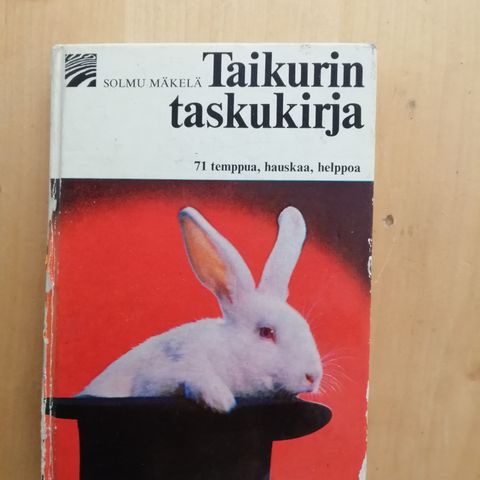 SOLMU MÄKELÄ Taikurin
taskukirja
71 temppua, hauskaa, helppoa